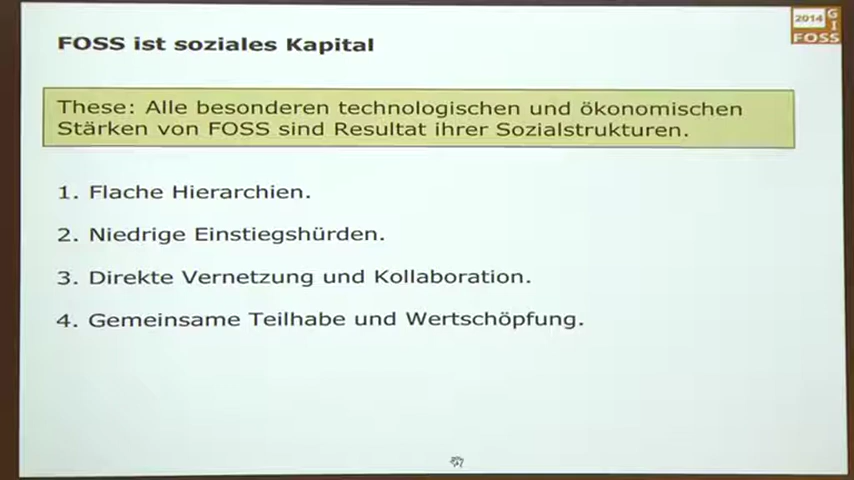 FOSS ist soziales Kapital
2014
GI
FOSS
These: Alle besonderen technologischen und ökonomischen
Stärken von FOSS sind Resultat ihrer Sozialstrukturen.
1. Flache Hierarchien.
2. Niedrige Einstiegshürden.
3. Direkte Vernetzung und Kollaboration.
4. Gemeinsame Teilhabe und Wertschöpfung.